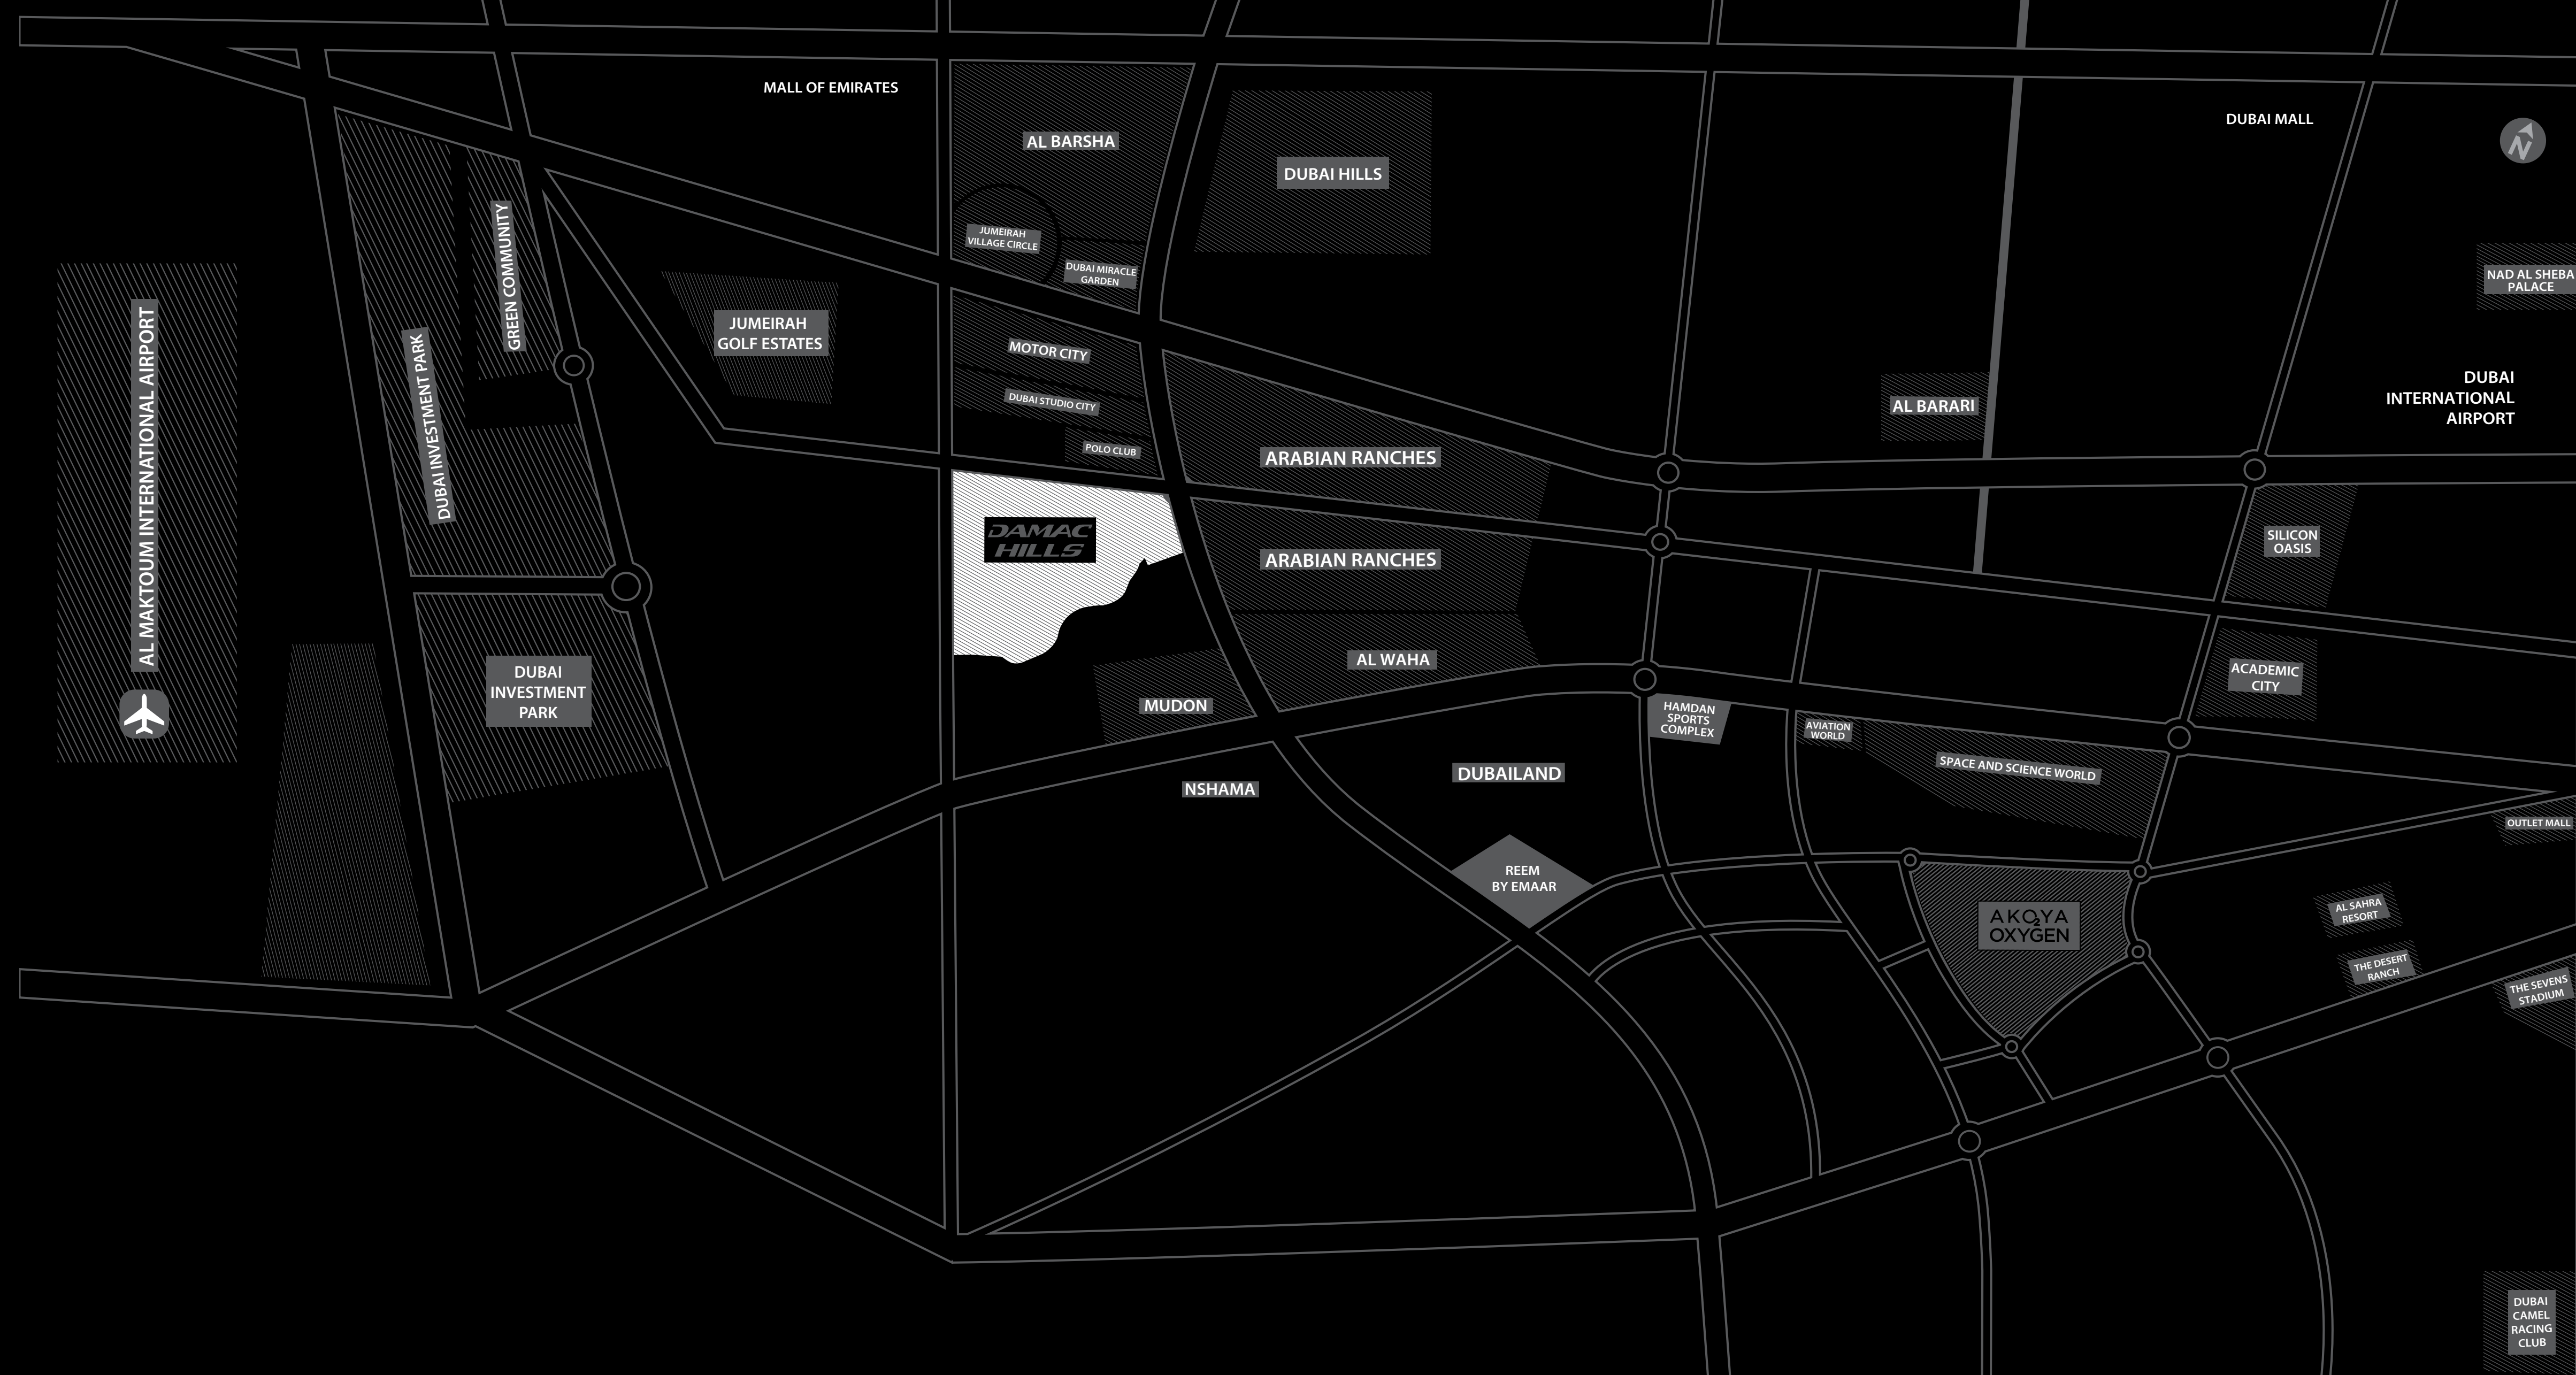 MALL OF EMIRATES
DUBAI MALL
AL BARSHA
N
DUBAI HILLS
JUMEIRAH
VILLAGE CIRCLE
DUBAI MIRACLE
GARDEN
NAD AL SHEBA
PALACE
GREEN COMMUNITY
JUMEIRAH
GOLF ESTATES
MOTOR CITY
DUBAI STUDIO CITY
POLO CLUB
DUBAI
INTERNATIONAL
AIRPORT
AL BARARI
AL MAKTOUM INTERNATIONAL AIRPORT
DUBAI INVESTMENT PARK
ARABIAN RANCHES
DAMAC
HILLS
ARABIAN RANCHES
SILICON
OASIS
AL WAHA
DUBAI
INVESTMENT
PARK
ACADEMIC
CITY
MUDON
HAMDAN
SPORTS
COMPLEX
AVIATION
WORLD
SPACE AND SCIENCE WORLD
DUBAILAND
NSHAMA
OUTLET MALL
REEM
BY EMAAR
AKO2YA
OXYGEN
AL SAHRA
RESORT
THE DESERT
RANCH
THE SEVENS
STADIUM
DUBAI
CAMEL
RACING
CLUB